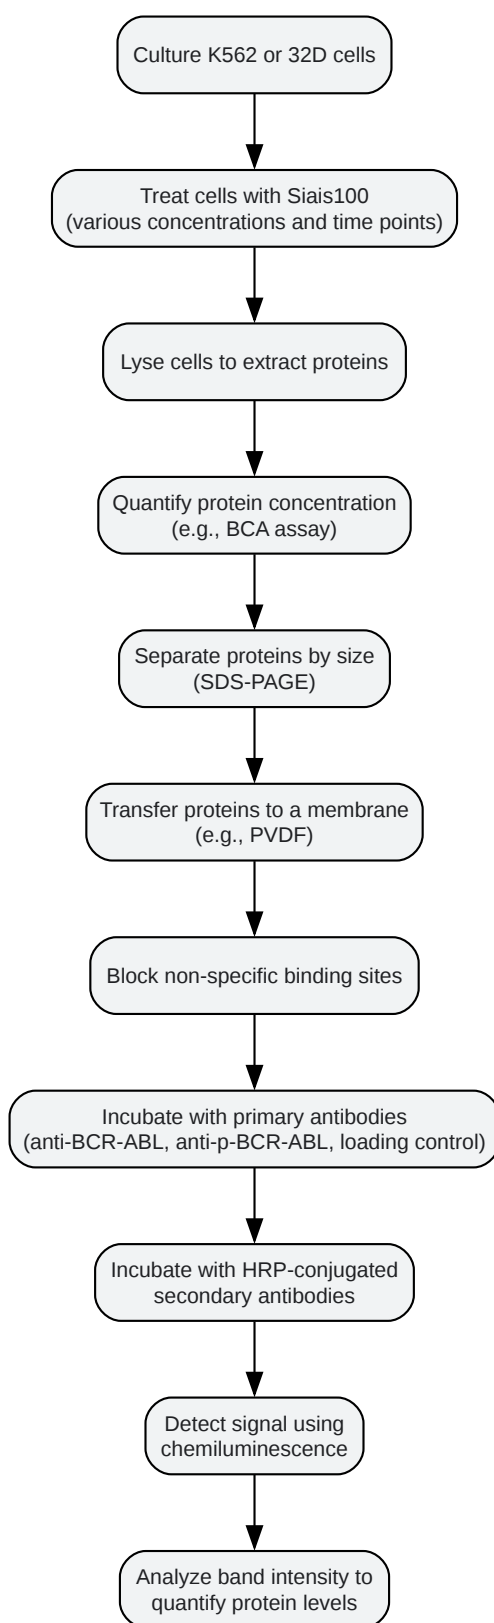 Culture K562 or 32D cells
Treat cells with Siais100
(various concentrations and time points)
Lyse cells to extract proteins
Quantify protein concentration
(e.g., BCA assay)
Separate proteins by size
(SDS-PAGE)
Transfer proteins to a membrane
(e.g., PVDF)
Block non-specific binding sites
Incubate with primary antibodies
(anti-BCR-ABL, anti-p-BCR-ABL, loading control)
Incubate with HRP-conjugated
secondary antibodies
Detect signal using
chemiluminescence
Analyze band intensity to
quantify protein levels